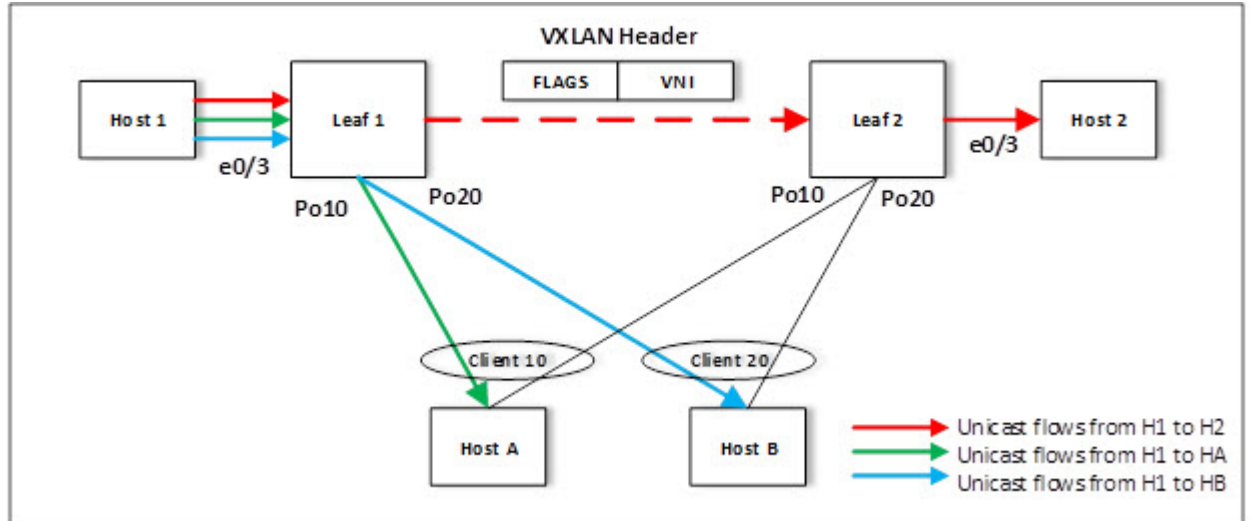 VXLAN Header
FLAGS VNI
Host 1 Leaf 1 Leaf 2 Host 2
e0/3 e0/3
Po10 Po20 Po10 Po20
Client 10 Client 20
Host A Host B
Unicast flows from H1 to H2
Unicast flows from H1 to HA
Unicast flows from H1 to HB